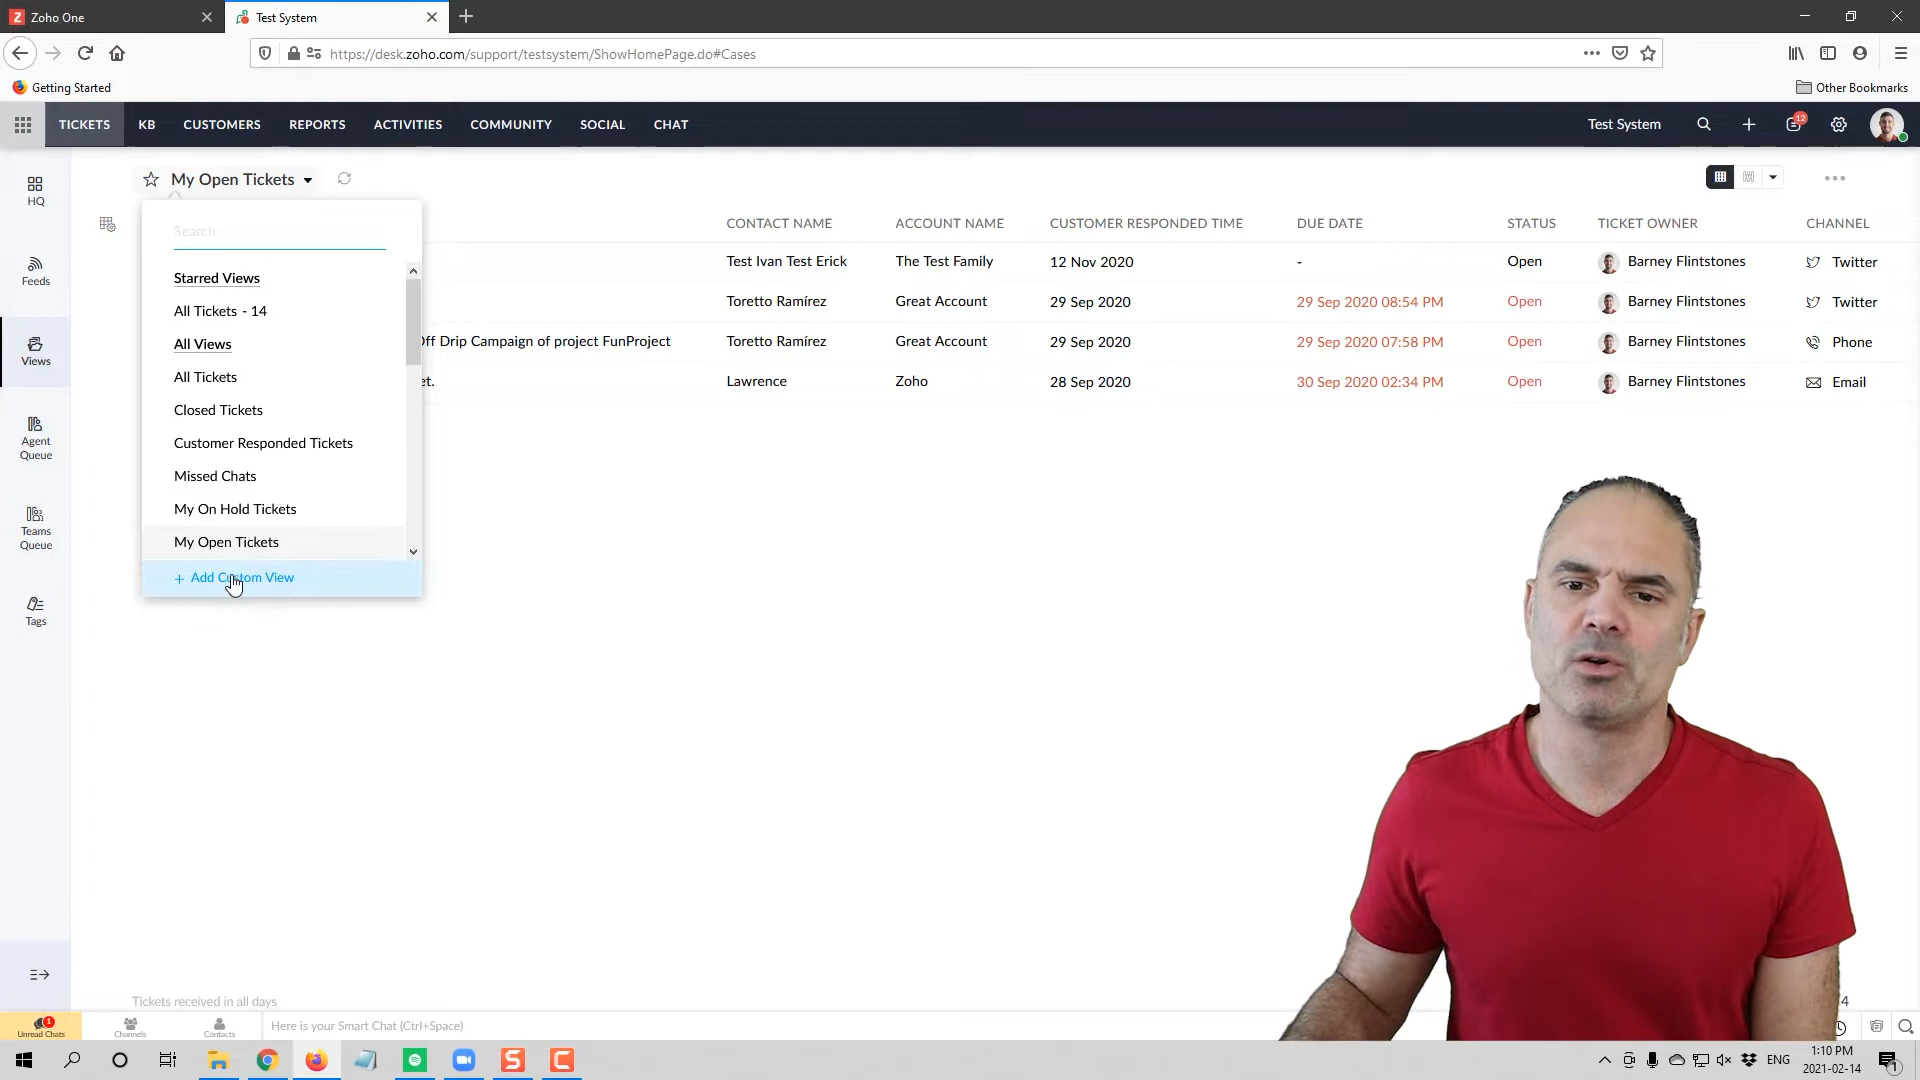 Zoho One
Test System
https://desk.zoho.com/support/testsystem/ShowHomePage.do#Cases
Getting Started
Other Bookmarks
TICKETS KB CUSTOMERS REPORTS ACTIVITIES COMMUNITY SOCIAL CHAT
Test System
12
HQ
Feeds
Views
Agent
Queue
Teams
Queue
Tags
My Open Tickets
Search
Starred Views
All Tickets - 14
All Views
All Tickets
Closed Tickets
Customer Responded Tickets
Missed Chats
My On Hold Tickets
My Open Tickets
+ Add Custom View
CONTACT NAME ACCOUNT NAME CUSTOMER RESPONDED TIME DUE DATE STATUS TICKET OWNER CHANNEL
Test Ivan Test Erick The Test Family 12 Nov 2020 - Open Barney Flintstones Twitter
Toretto Ramírez Great Account 29 Sep 2020 29 Sep 2020 08:54 PM Open Barney Flintstones Twitter
Off Drip Campaign of project FunProject Toretto Ramírez Great Account 29 Sep 2020 29 Sep 2020 07:58 PM Open Barney Flintstones Phone
et. Lawrence Zoho 28 Sep 2020 30 Sep 2020 02:34 PM Open Barney Flintstones Email
Tickets received in all days
4
1
Unread Chats Channels Contacts Here is your Smart Chat (Ctrl+Space)
ENG
1:10 PM
2021-02-14
1